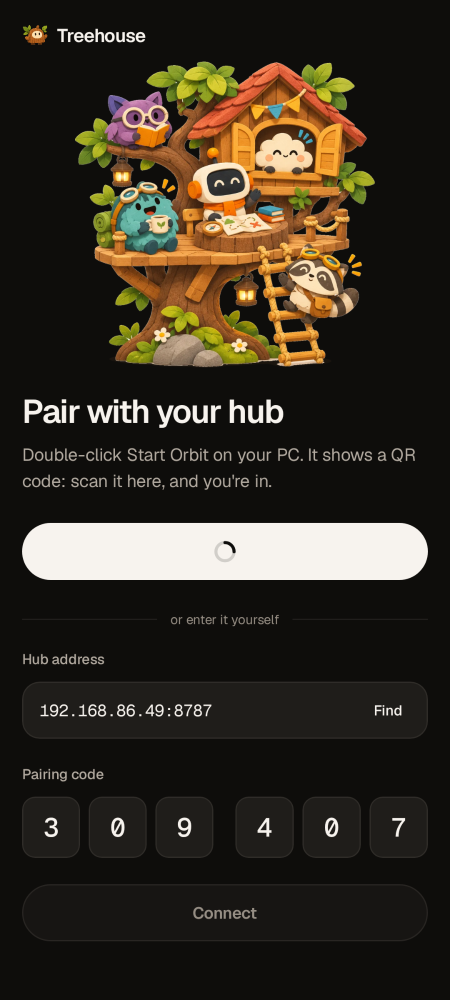 Treehouse
Pair with your hub
Double-click Start Orbit on your PC. It shows a QR
code: scan it here, and you're in.
or enter it yourself
Hub address
192.168.86.49:8787 Find
Pairing code
3 0 9 4 0 7
Connect